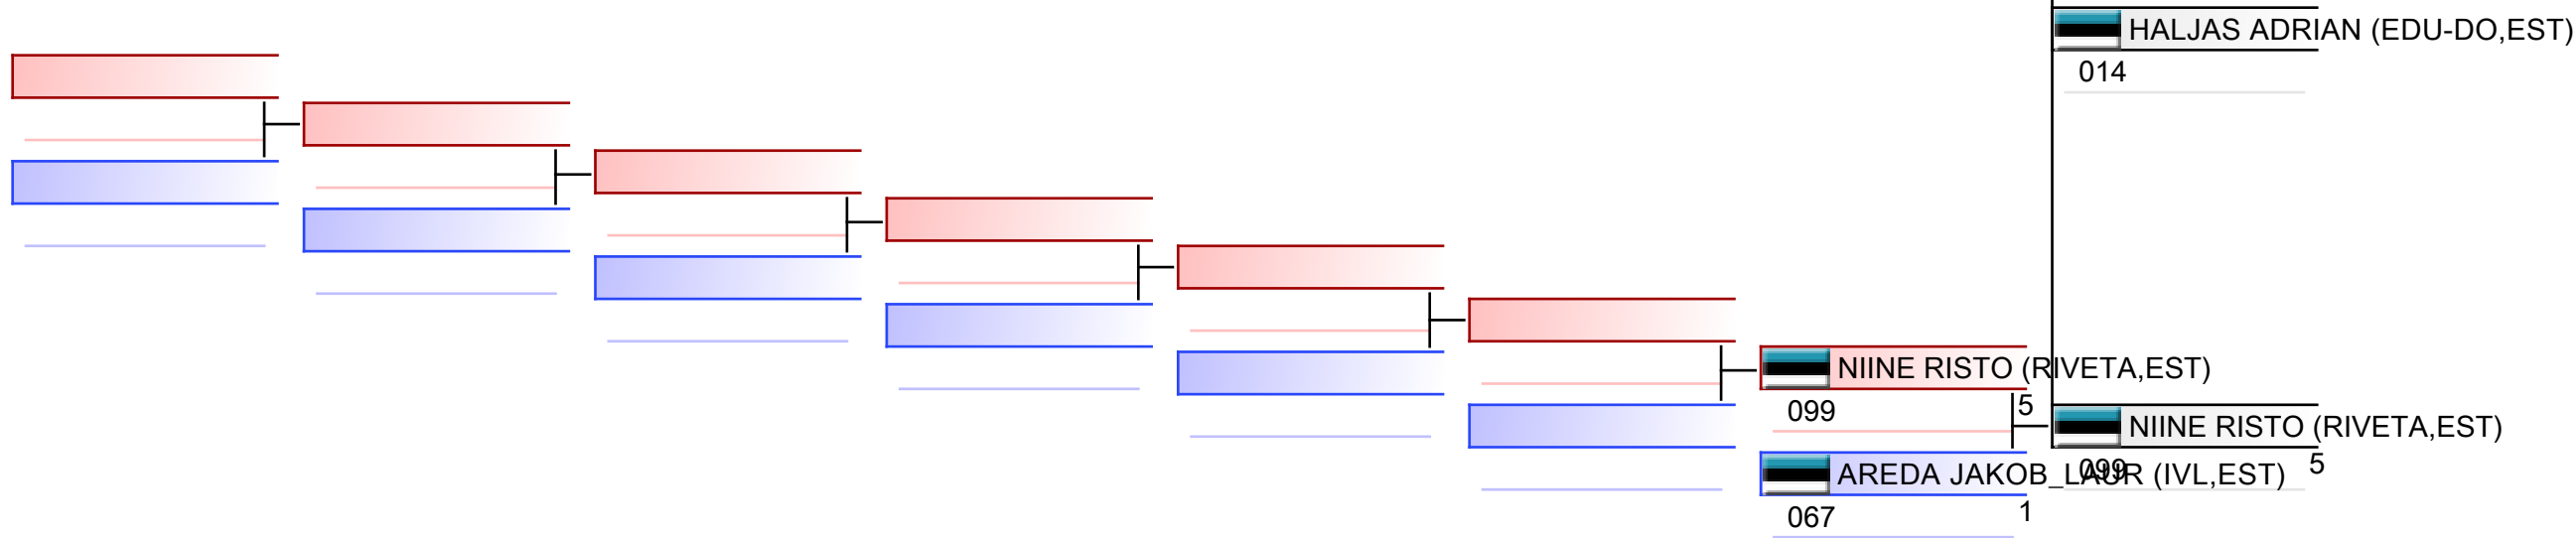 HALJAS ADRIAN (EDU-DO,EST)
014
NIINE RISTO (RIVETA,EST)
099
5
NIINE RISTO (RIVETA,EST)
099
5
AREDA JAKOB_LAUR (IVL,EST)
067
1